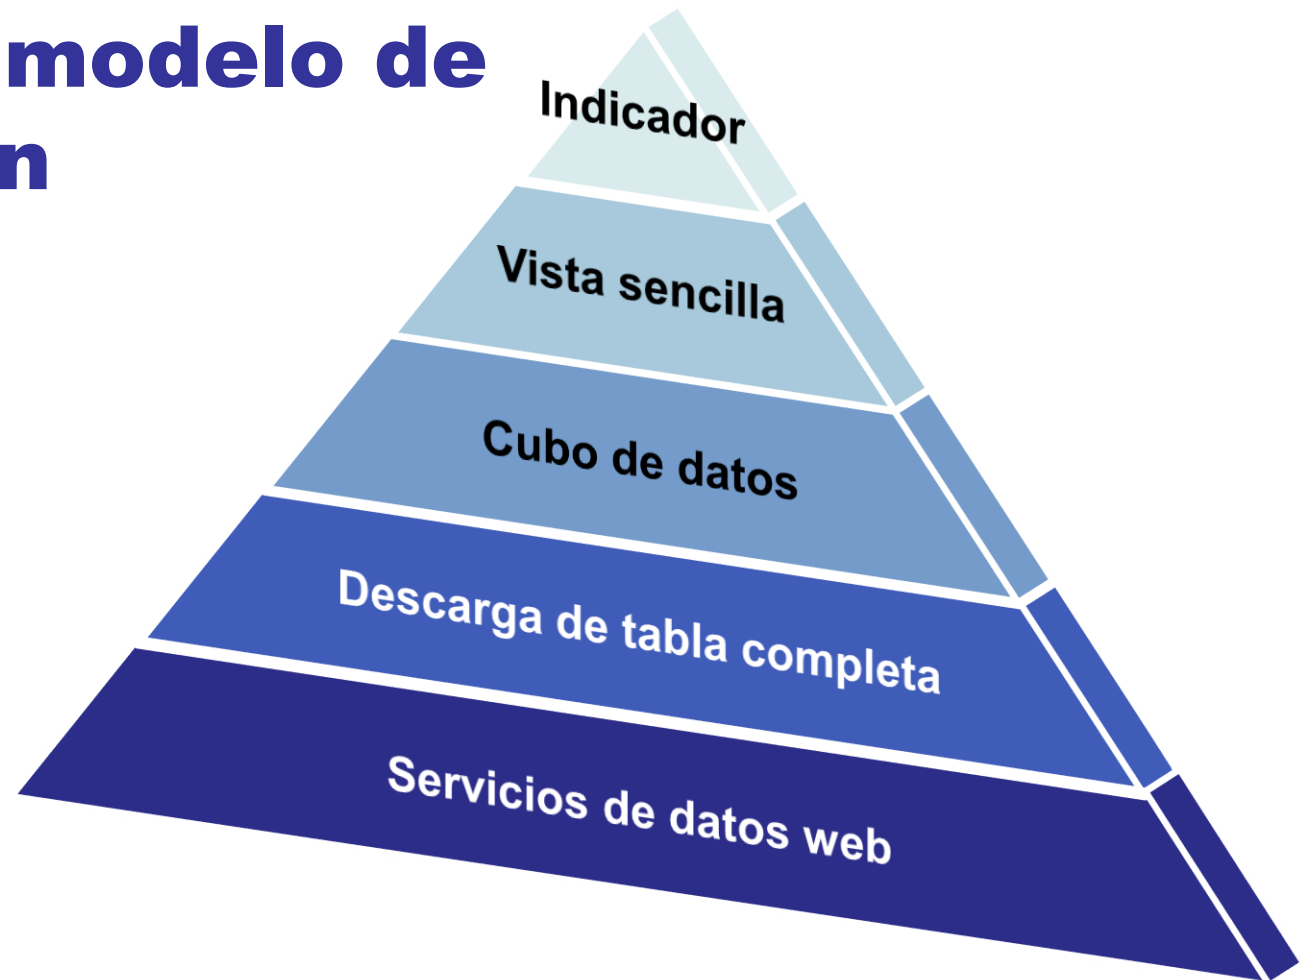 modelo de
n
Indicador
Vista sencilla
Cubo de datos
Descarga de tabla completa
Servicios de datos web